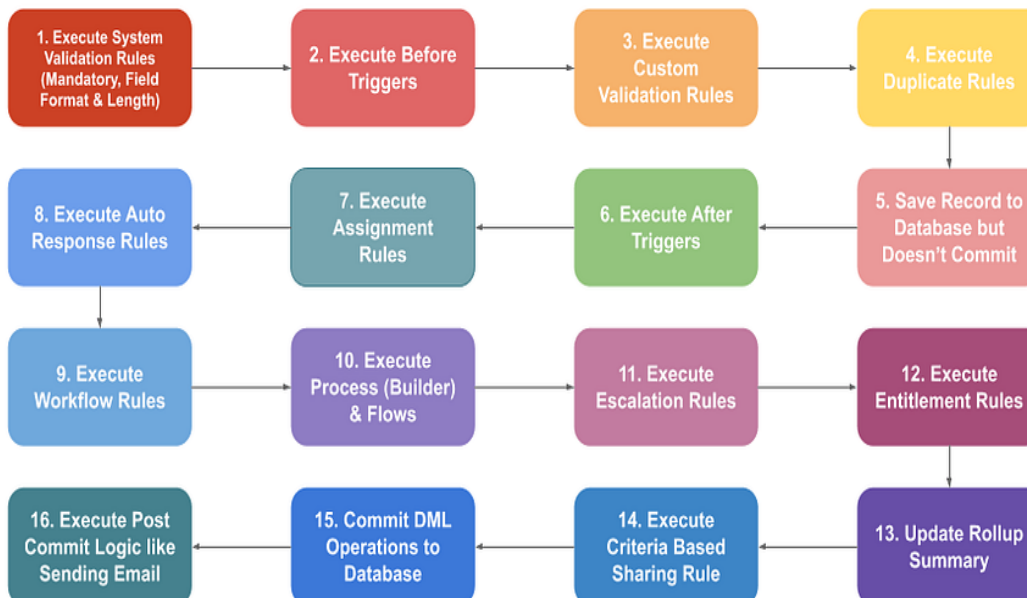 1. Execute System
Validation Rules
(Mandatory, Field
Format & Length)
2. Execute Before
Triggers
3. Execute
Custom
Validation Rules
4. Execute
Duplicate Rules
5. Save Record to
Database but
Doesn't Commit
6. Execute After
Triggers
7. Execute
Assignment
Rules
8. Execute Auto
Response Rules
9. Execute
Workflow Rules
10. Execute
Process (Builder)
& Flows
11. Execute
Escalation Rules
12. Execute
Entitlement Rules
13. Update Rollup
Summary
14. Execute
Criteria Based
Sharing Rule
15. Commit DML
Operations to
Database
16. Execute Post
Commit Logic like
Sending Email